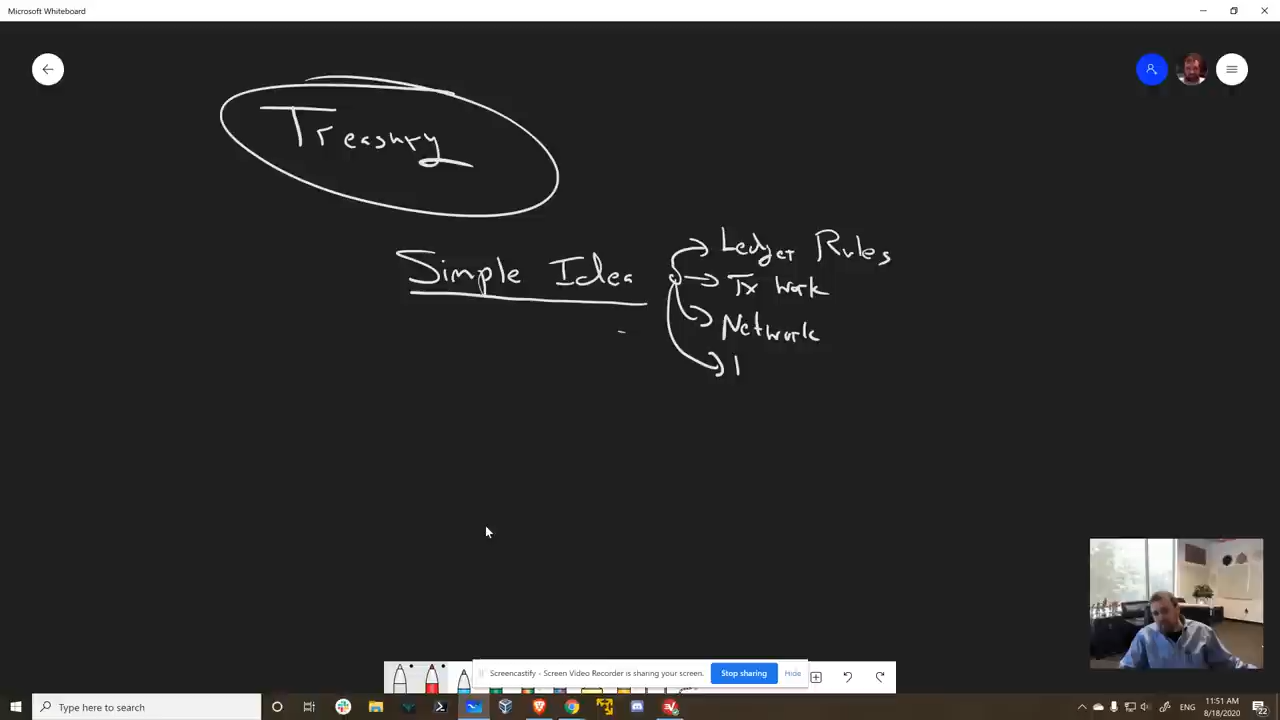 Microsoft Whiteboard
Treasury
Simple Idea
Ledger Rules
Tx Work
Network
Screencastify - Screen Video Recorder is sharing your screen.
Stop sharing
Hide
Type here to search
ENG
11:51 AM
8/18/2020
22